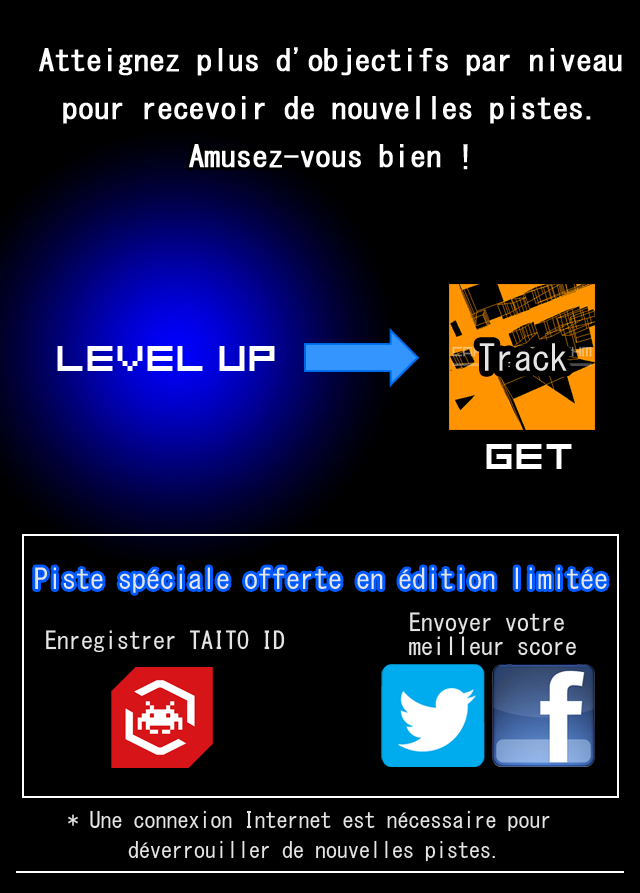 Atteignez plus d'objectifs par niveau
pour recevoir de nouvelles pistes.
Amusez-vous bien !
LEVEL UP
Track
GET
Piste spéciale offerte en édition limitée
Enregistrer TAITO ID
Envoyer votre
meilleur score
* Une connexion Internet est nécessaire pour
déverrouiller de nouvelles pistes.